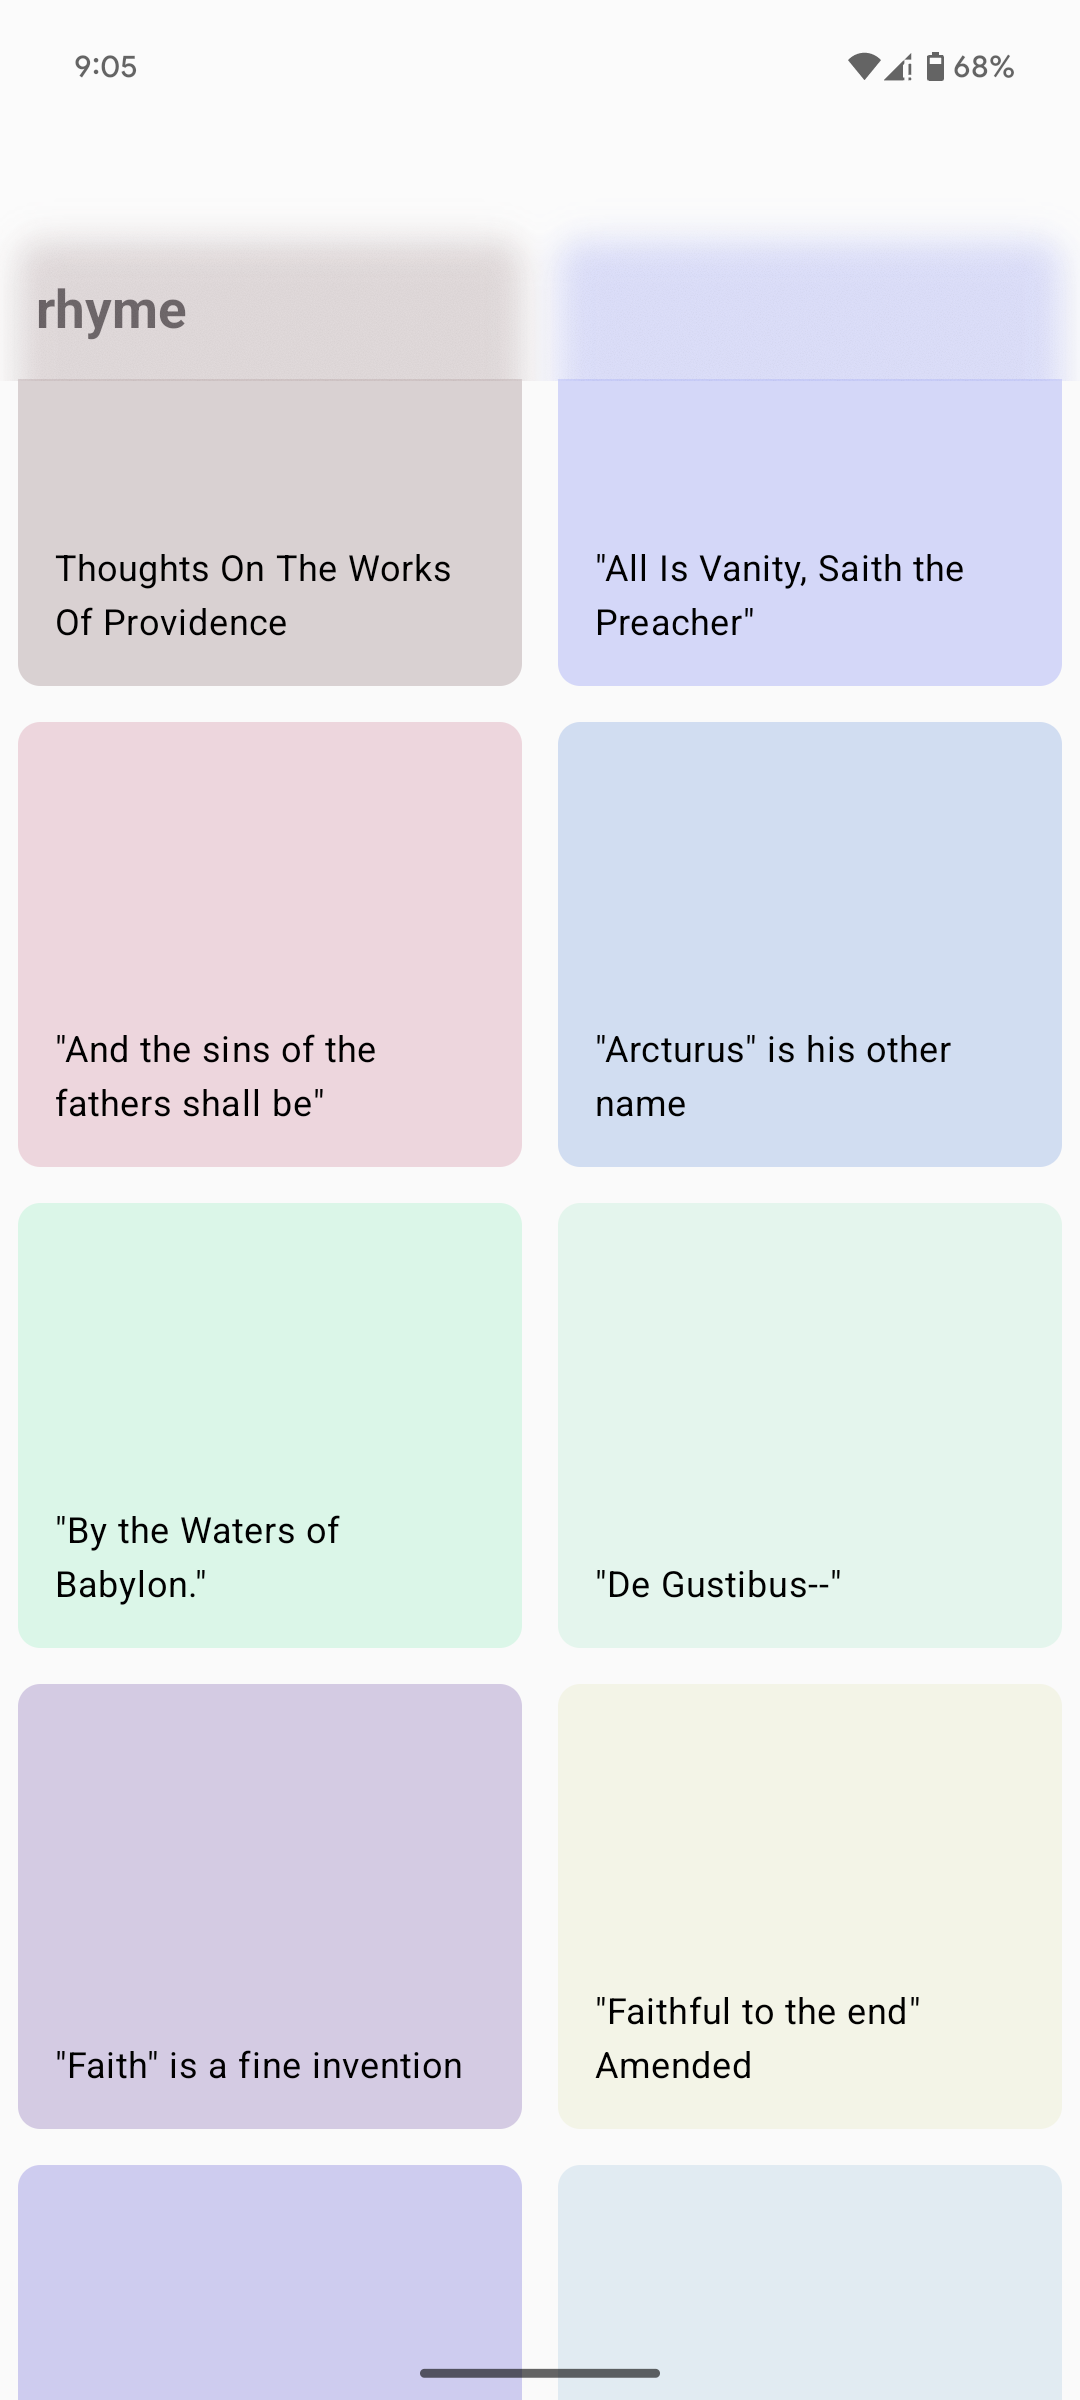 9:05
68%
rhyme
Thoughts On The Works
Of Providence
"All Is Vanity, Saith the
Preacher"
"And the sins of the
fathers shall be"
"Arcturus" is his other
name
"By the Waters of
Babylon."
"De Gustibus--"
"Faith" is a fine invention
"Faithful to the end"
Amended